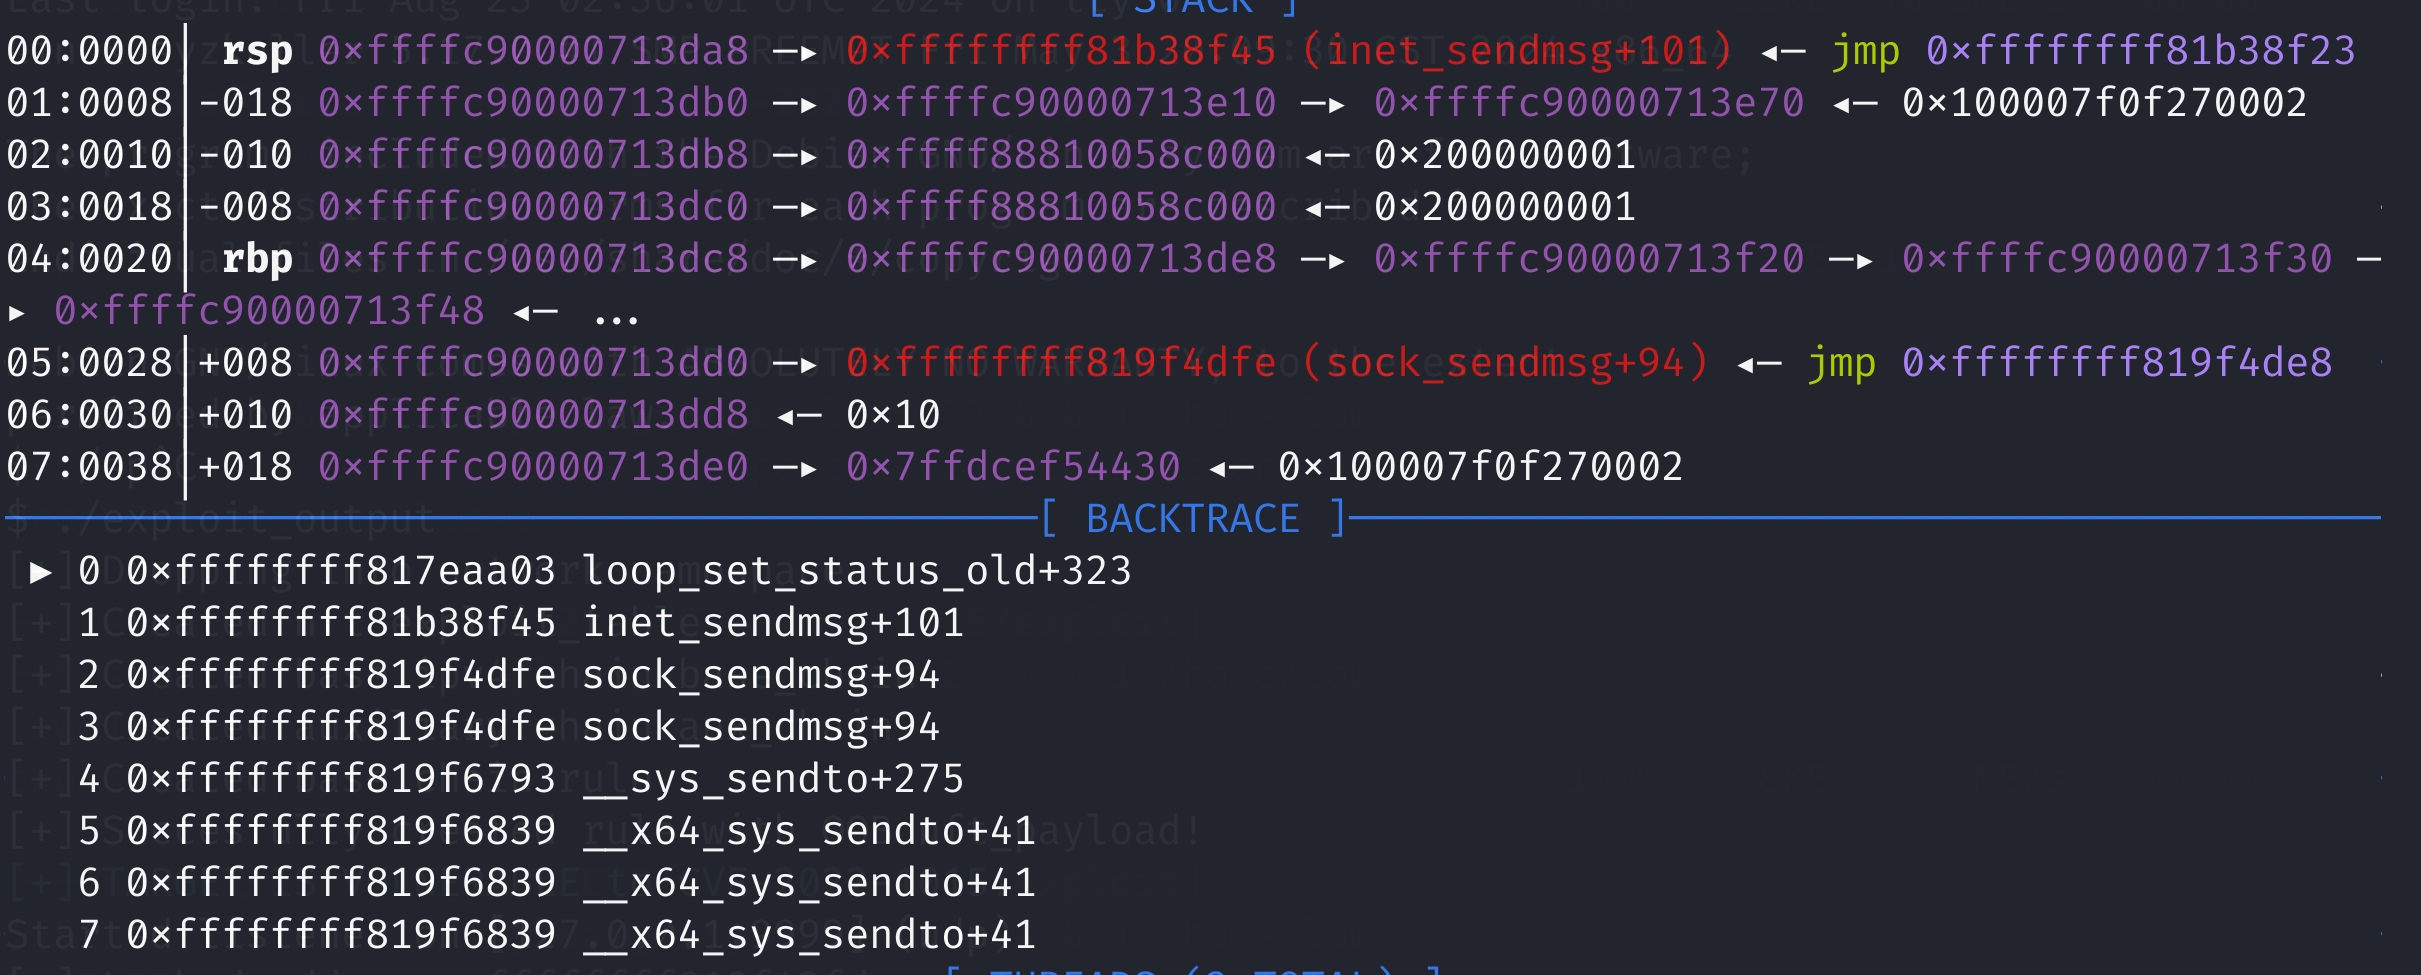 [ STACK ]
00:0000│ rsp 0×ffffc90000713da8 —▸ 0×ffffffff81b38f45 (inet_sendmsg+101) ◂— jmp 0×ffffffff81b38f23
01:0008│-018 0×ffffc90000713db0 —▸ 0×ffffc90000713e10 —▸ 0×ffffc90000713e70 ◂— 0×100007f0f270002
02:0010│-010 0×ffffc90000713db8 —▸ 0×ffff88810058c000 ◂— 0×200000001
03:0018│-008 0×ffffc90000713dc0 —▸ 0×ffff88810058c000 ◂— 0×200000001
04:0020│ rbp 0×ffffc90000713dc8 —▸ 0×ffffc90000713de8 —▸ 0×ffffc90000713f20 —▸ 0×ffffc90000713f30 —
▸ 0×ffffc90000713f48 ◂— ...
05:0028│+008 0×ffffc90000713dd0 —▸ 0×ffffffff819f4dfe (sock_sendmsg+94) ◂— jmp 0×ffffffff819f4de8
06:0030│+010 0×ffffc90000713dd8 ◂— 0×10
07:0038│+018 0×ffffc90000713de0 —▸ 0×7ffdcef54430 ◂— 0×100007f0f270002
[ BACKTRACE ]
► 0 0×ffffffff817eaa03 loop_set_status_old+323
1 0×ffffffff81b38f45 inet_sendmsg+101
2 0×ffffffff819f4dfe sock_sendmsg+94
3 0×ffffffff819f4dfe sock_sendmsg+94
4 0×ffffffff819f6793 __sys_sendto+275
5 0×ffffffff819f6839 __x64_sys_sendto+41
6 0×ffffffff819f6839 __x64_sys_sendto+41
7 0×ffffffff819f6839 __x64_sys_sendto+41
[ THREADS (2 TOTAL) ]